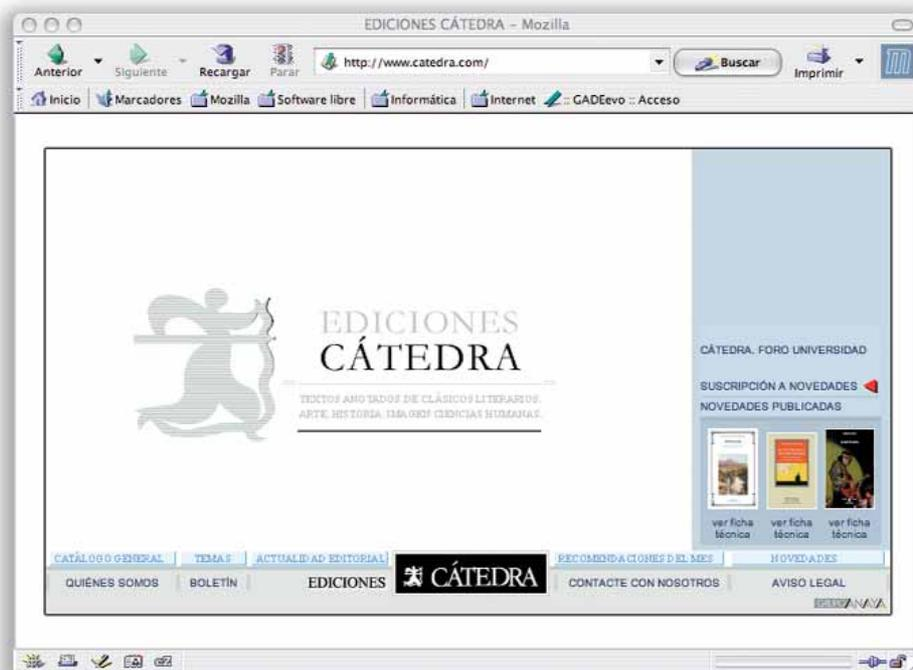 EDICIONES CÁTEDRA – Mozilla
Anterior Siguiente Recargar Parar http://www.catedra.com/ Buscar Imprimir
Inicio Marcadores Mozilla Software libre Informática Internet :: GADEevo :: Acceso
EDICIONES
CÁTEDRA
TEXTOS ANOTADOS DE CLÁSICOS LITERARIOS.
ARTE, HISTORIA, IMAGEN CIENCIAS HUMANAS.
CÁTEDRA. FORO UNIVERSIDAD
SUSCRIPCIÓN A NOVEDADES
NOVEDADES PUBLICADAS
ver ficha técnica
ver ficha técnica
ver ficha técnica
CATÁLOGO GENERAL TEMAS ACTUALIDAD EDITORIAL RECOMENDACIONES DEL MES NOVEDADES
QUIÉNES SOMOS BOLETÍN EDICIONES CÁTEDRA CONTACTE CON NOSOTROS AVISO LEGAL
GRUPO ANAYA